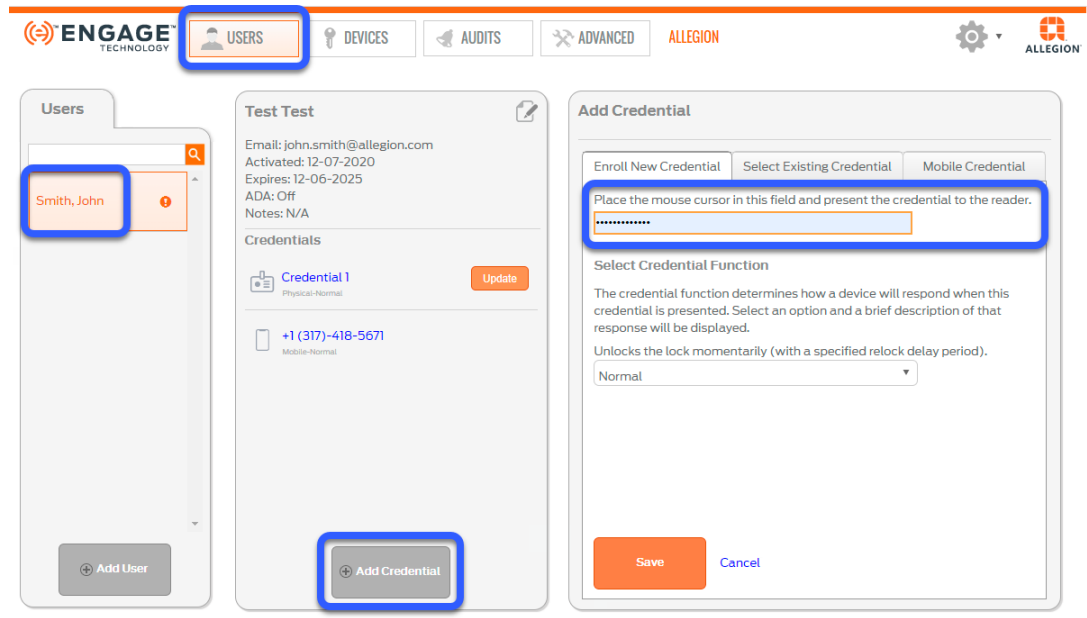 ENGAGE™
TECHNOLOGY
USERS
DEVICES
AUDITS
ADVANCED
ALLEGION
ALLEGION
Users
Smith, John
Add User
Test Test
Email: john.smith@allegion.com
Activated: 12-07-2020
Expires: 12-06-2025
ADA: Off
Notes: N/A
Credentials
Credential 1
Physical-Normal
Update
+1 (317)-418-5671
Mobile-Normal
Add Credential
Add Credential
Enroll New Credential
Select Existing Credential
Mobile Credential
Place the mouse cursor in this field and present the credential to the reader.
•••••••••••••
Select Credential Function
The credential function determines how a device will respond when this
credential is presented. Select an option and a brief description of that
response will be displayed.
Unlocks the lock momentarily (with a specified relock delay period).
Normal
Save
Cancel